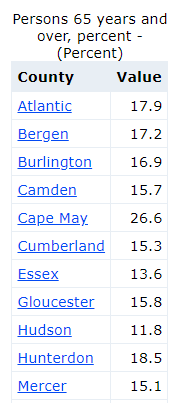 Persons 65 years and
over, percent -
(Percent)
County Value
Atlantic 17.9
Bergen 17.2
Burlington 16.9
Camden 15.7
Cape May 26.6
Cumberland 15.3
Essex 13.6
Gloucester 15.8
Hudson 11.8
Hunterdon 18.5
Mercer 15.1